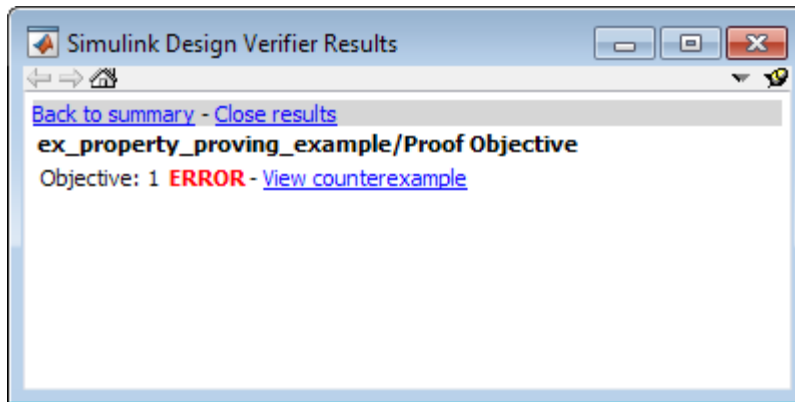 Simulink Design Verifier Results
Back to summary - Close results
ex_property_proving_example/Proof Objective
Objective: 1 ERROR - View counterexample